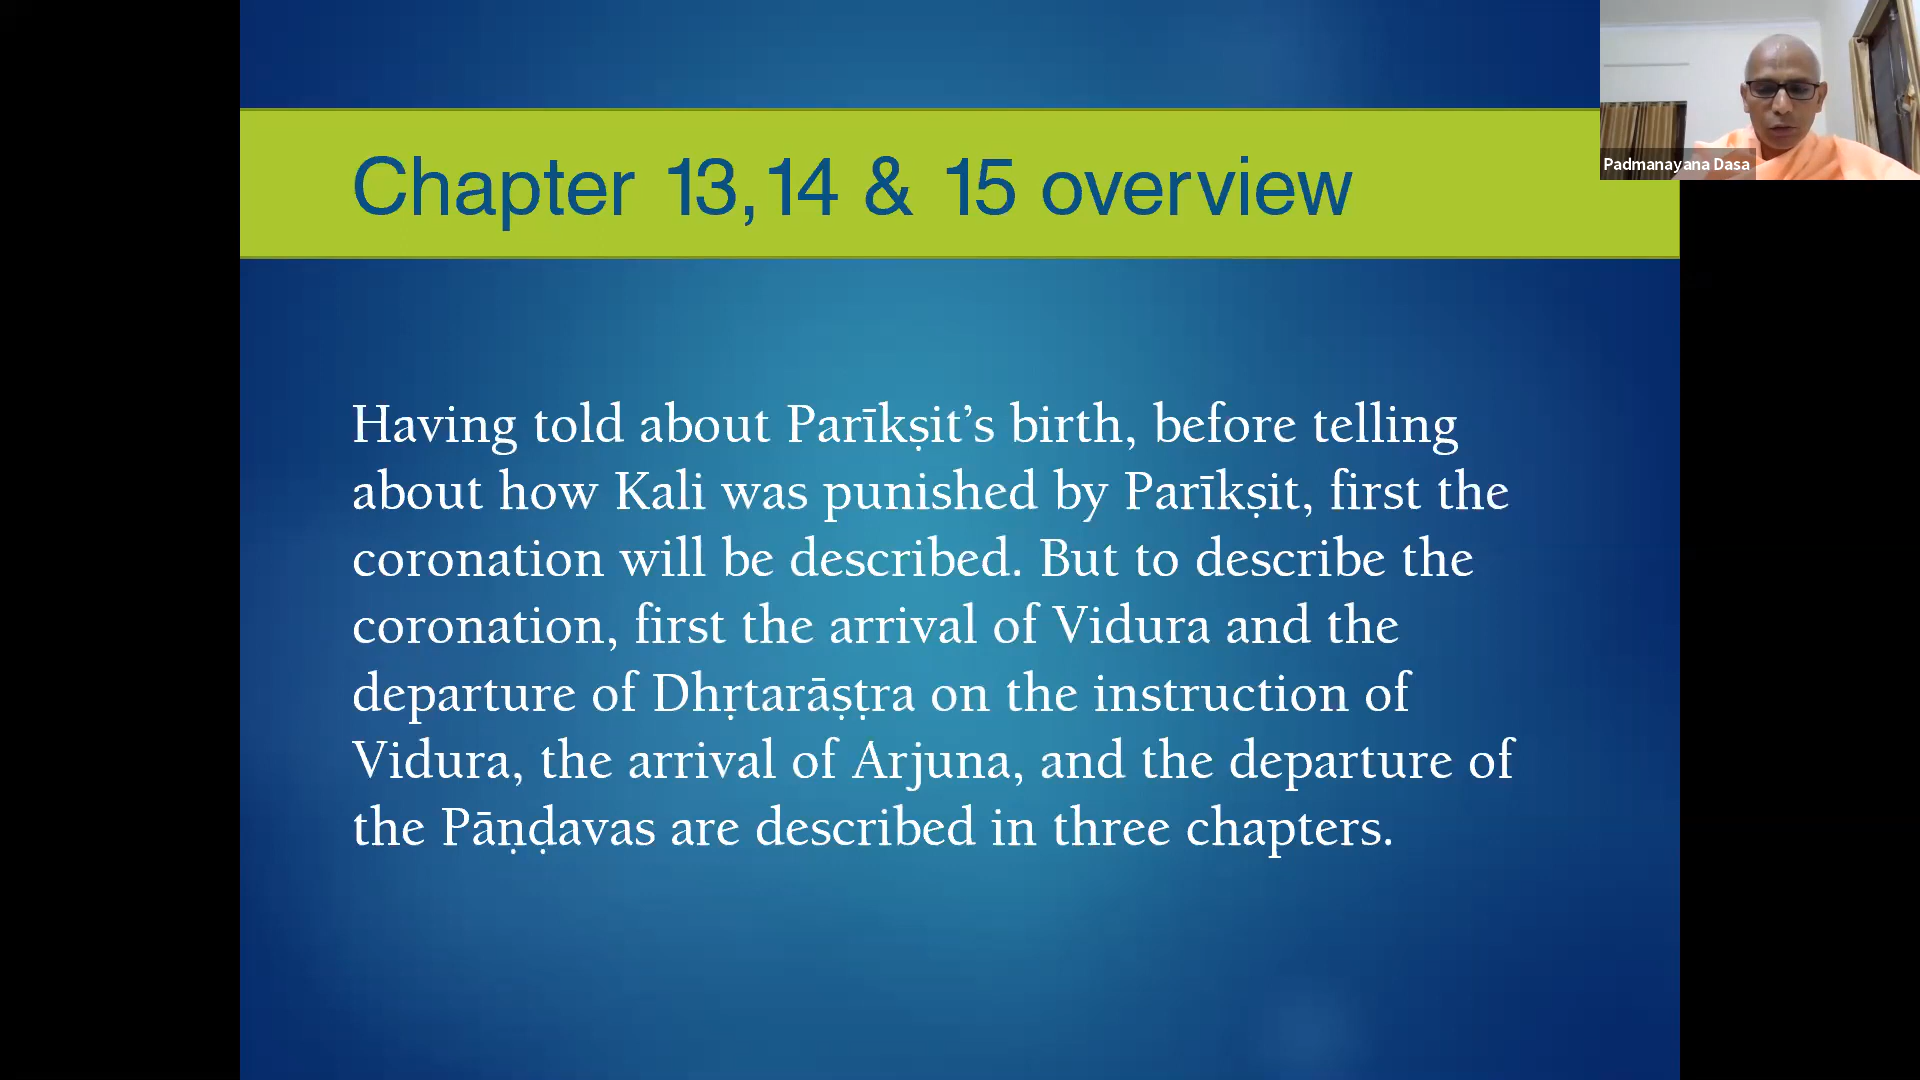 Chapter 13,14 & 15 overview
Padmanayana Dasa
Having told about Parīkṣit’s birth, before telling
about how Kali was punished by Parīkṣit, first the
coronation will be described. But to describe the
coronation, first the arrival of Vidura and the
departure of Dhṛtarāṣṭra on the instruction of
Vidura, the arrival of Arjuna, and the departure of
the Pāṇḍavas are described in three chapters.